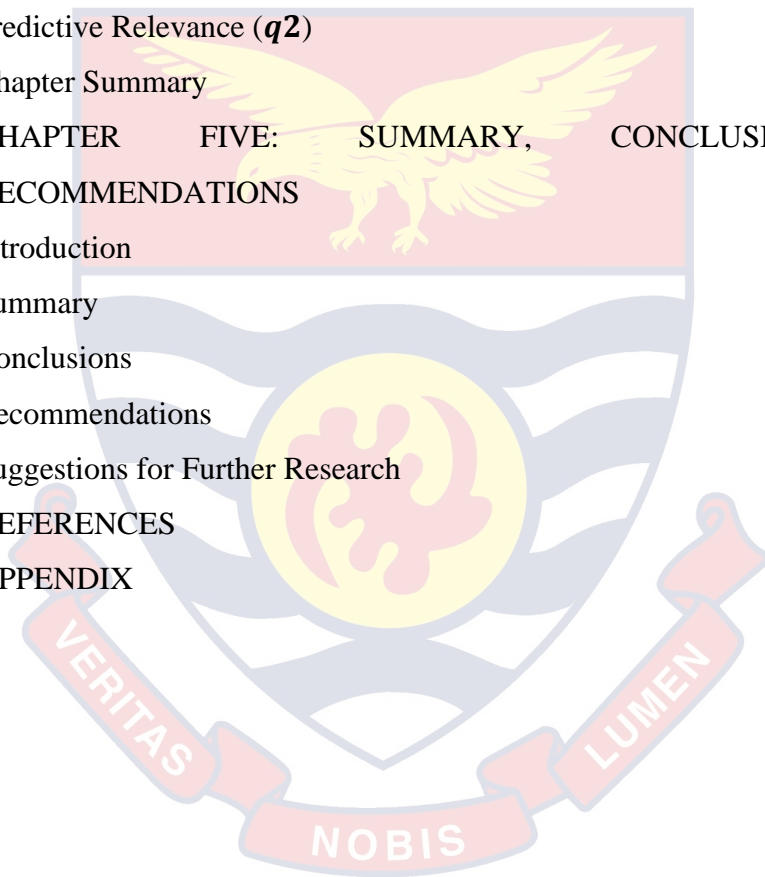 redictive Relevance (q2)
hapter Summary
HAPTER FIVE: SUMMARY, CONCLUSI
ECOMMENDATIONS
troduction
ummary
onclusions
ecommendations
uggestions for Further Research
EFERENCES
PPENDIX
VERITAS
NOBIS
LUMEN